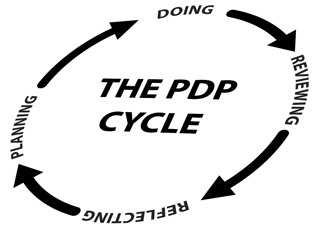 DOING
REVIEWING
THE PDP
CYCLE
PLANNING
REFLECTING